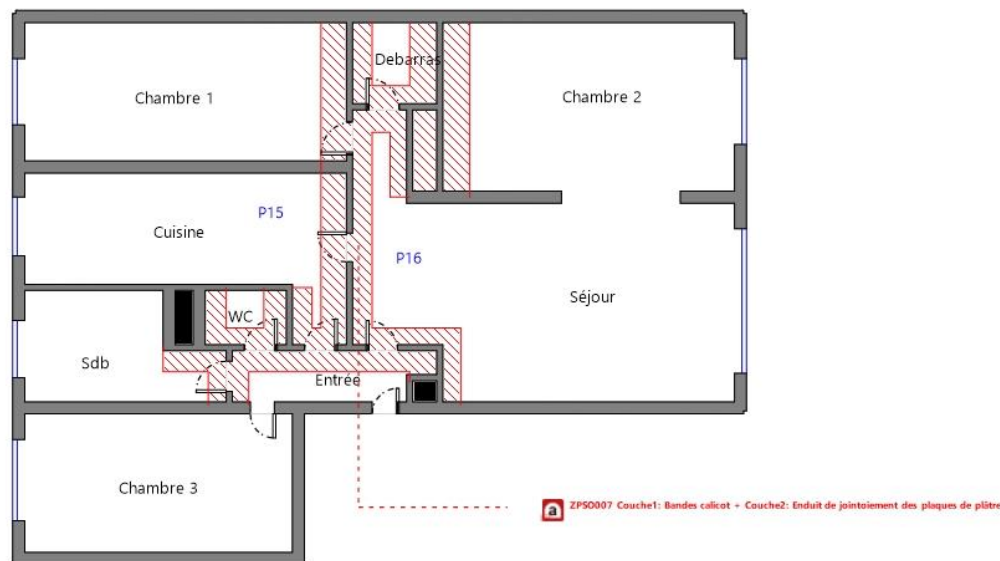 Debarras
Chambre 1
Chambre 2
P15
Cuisine
P16
Séjour
WC
Sdb
Entrée
Chambre 3
a ZPSO007 Couche1: Bandes calicot + Couche2: Enduit de jointoiement des plaques de plâtre